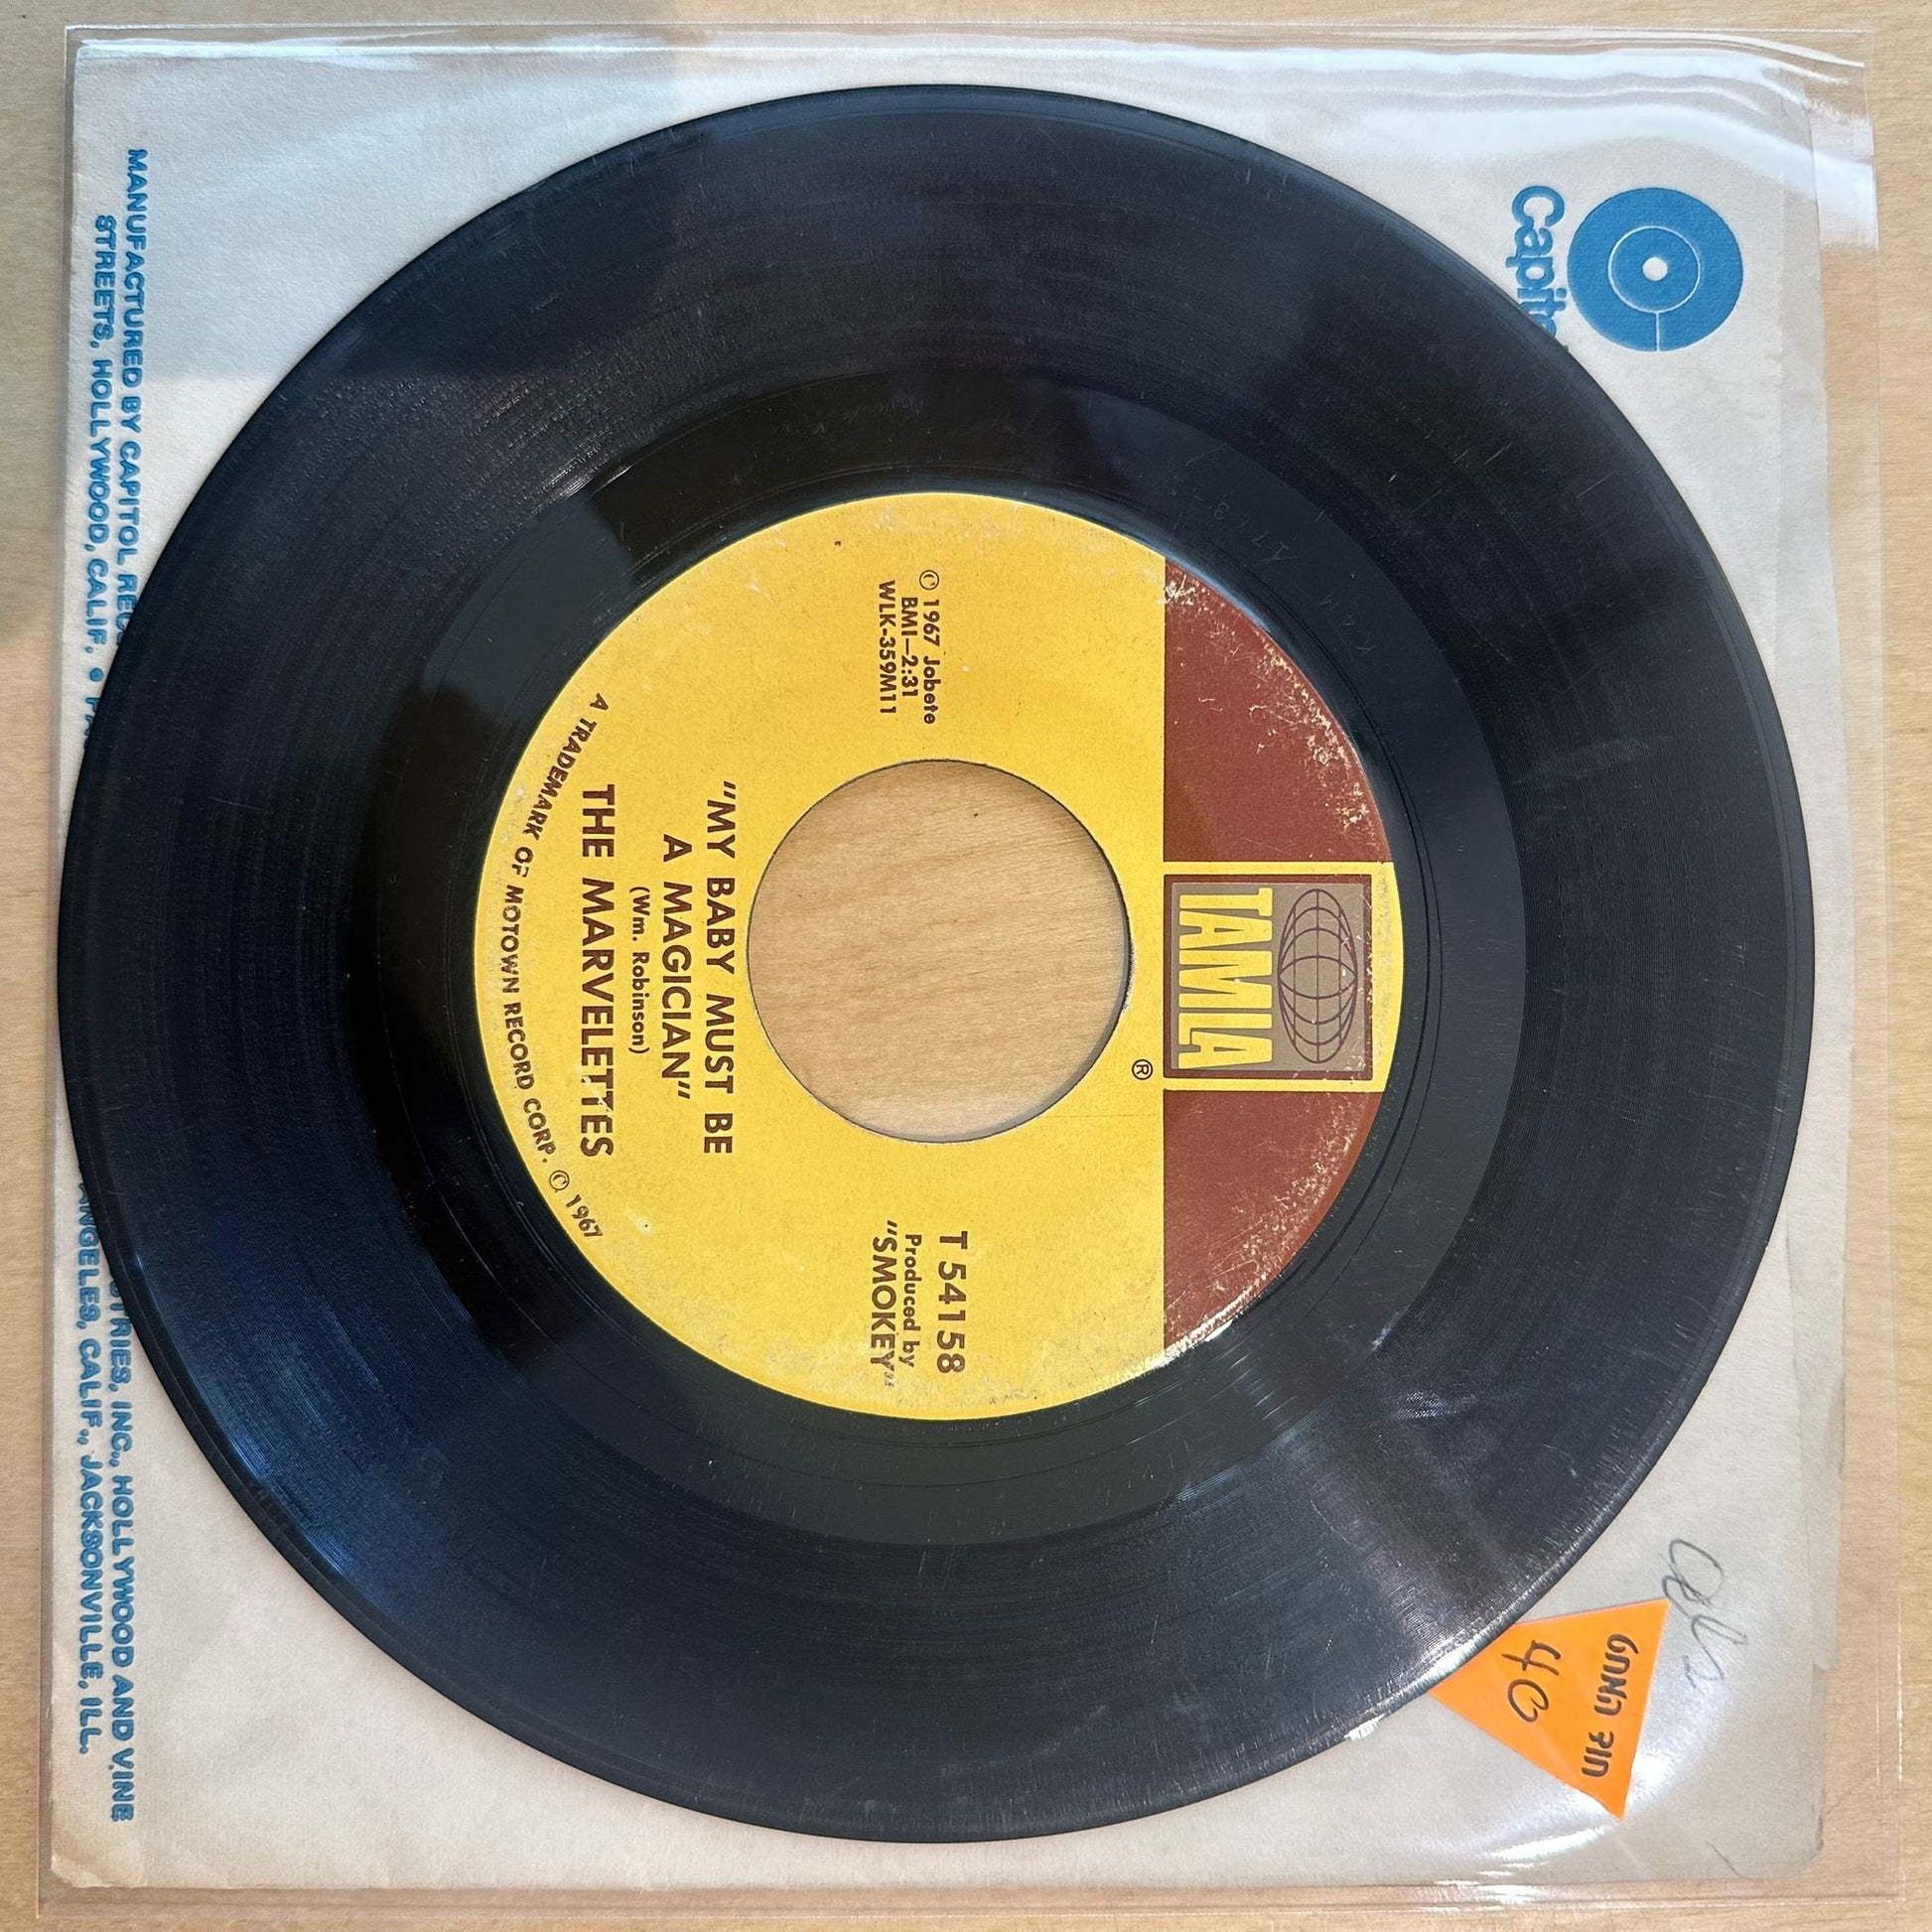 TAMLA
®
© 1967 Jobete
BMI—2:31
WLK-359M11
T 54158
Produced by
"SMOKEY"
"MY BABY MUST BE
A MAGICIAN"
(Wm. Robinson)
THE MARVELETTES
A TRADEMARK OF MOTOWN RECORD CORP. © 1967
Capitol
40
MANUFACTURED BY CAPITOL
STRIES, INC., HOLLYWOOD AND VINE
STREETS, HOLLYWOOD, CALIF. •
ANGELES, CALIF., JACKSONVILLE, ILL.